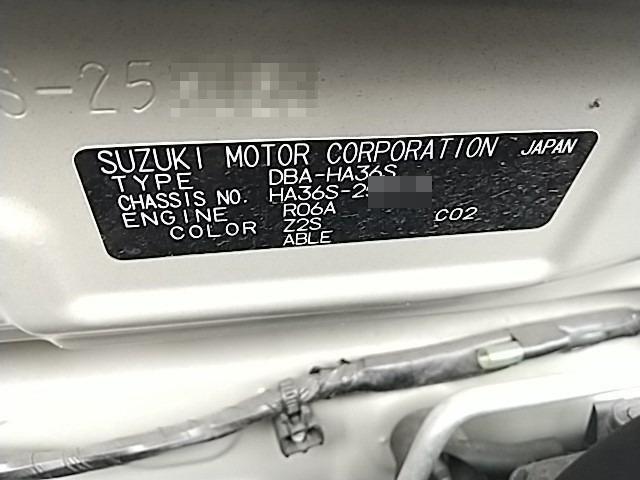 S-25
SUZUKI MOTOR CORPORATION JAPAN
TYPE DBA-HA36S
CHASSIS NO. HA36S-2
ENGINE R06A
COLOR Z2S C02
ABLE